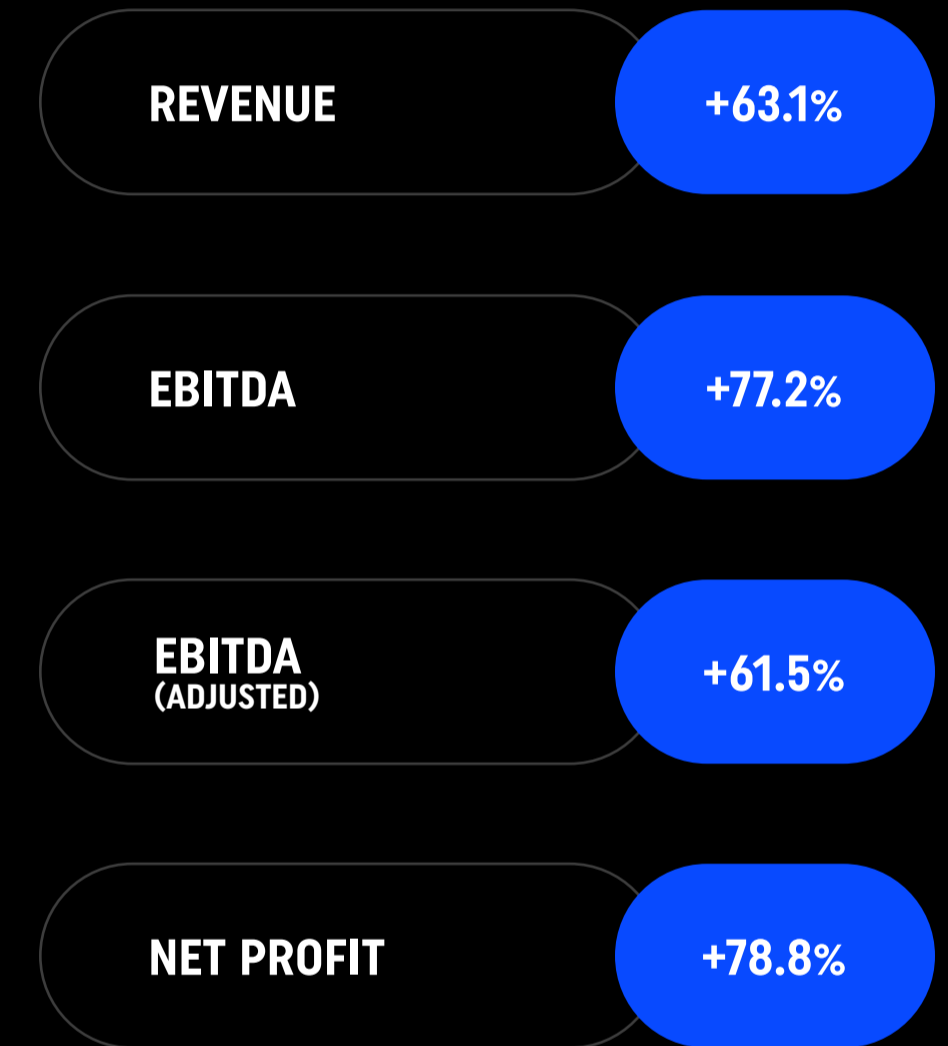 REVENUE
+63.1%
EBITDA
+77.2%
EBITDA
(ADJUSTED)
+61.5%
NET PROFIT
+78.8%